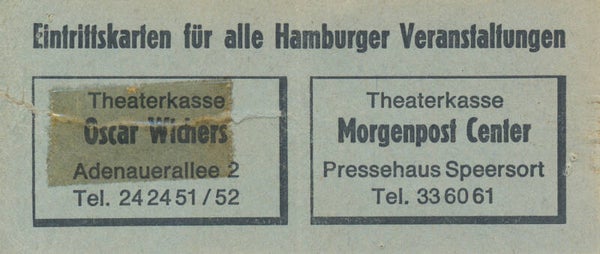 Eintrittskarten für alle Hamburger Veranstaltungen
Theaterkasse
Oscar Wichers
Adenauerallee 2
Tel. 24 24 51 / 52
Theaterkasse
Morgenpost Center
Pressehaus Speersort
Tel. 33 60 61